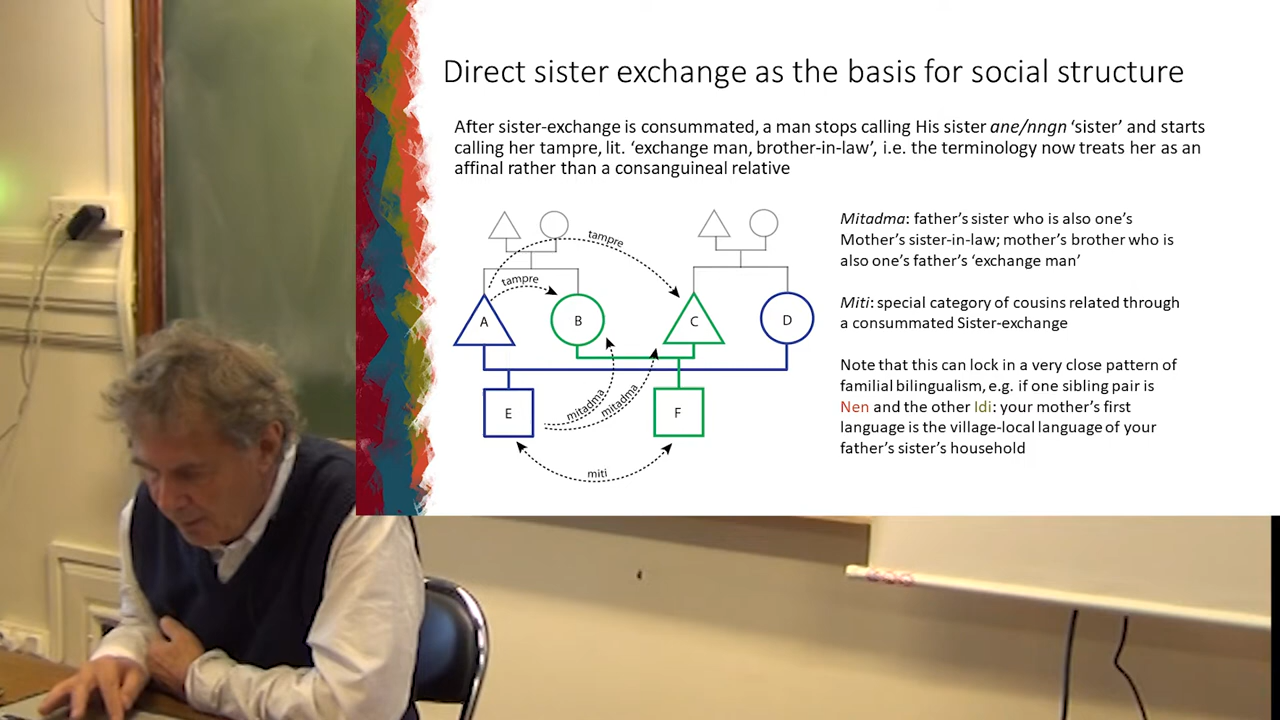 Direct sister exchange as the basis for social structure
After sister-exchange is consummated, a man stops calling His sister ane/nngn ‘sister’ and starts
calling her tampre, lit. ‘exchange man, brother-in-law’, i.e. the terminology now treats her as an
affinal rather than a consanguineal relative
tampre
tampre
A
B
C
D
mitadma
mitadma
E
F
miti
Mitadma: father’s sister who is also one’s
Mother’s sister-in-law; mother’s brother who is
also one’s father’s ‘exchange man’
Miti: special category of cousins related through
a consummated Sister-exchange
Note that this can lock in a very close pattern of
familial bilingualism, e.g. if one sibling pair is
Nen and the other Idi: your mother’s first
language is the village-local language of your
father’s sister’s household